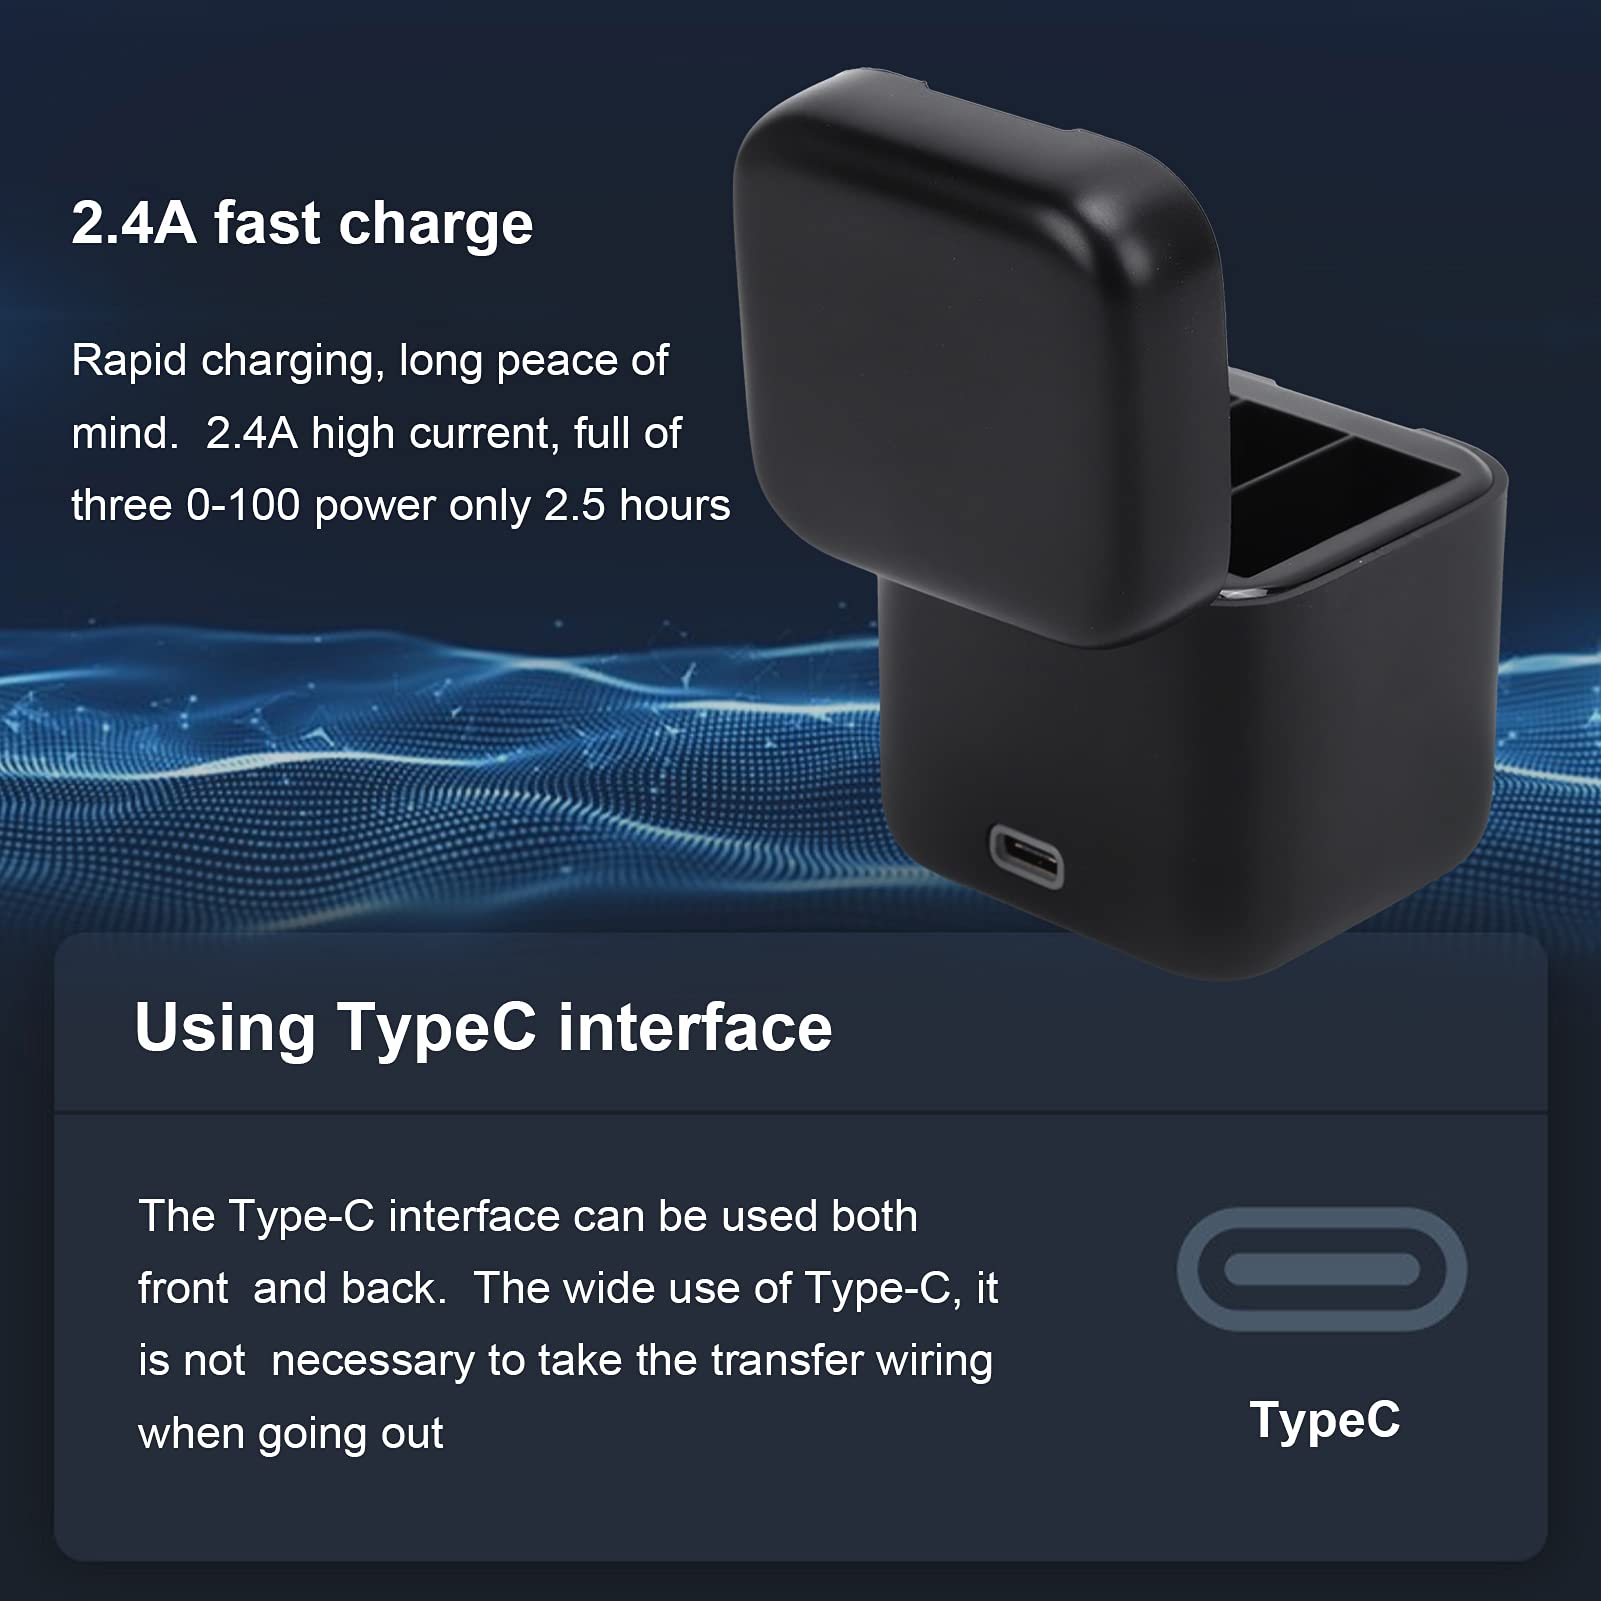 2.4A fast charge
Rapid charging, long peace of
mind.  2.4A high current, full of
three 0-100 power only 2.5 hours
Using TypeC interface
The Type-C interface can be used both
front  and back.  The wide use of Type-C, it
is not  necessary to take the transfer wiring
when going out
TypeC